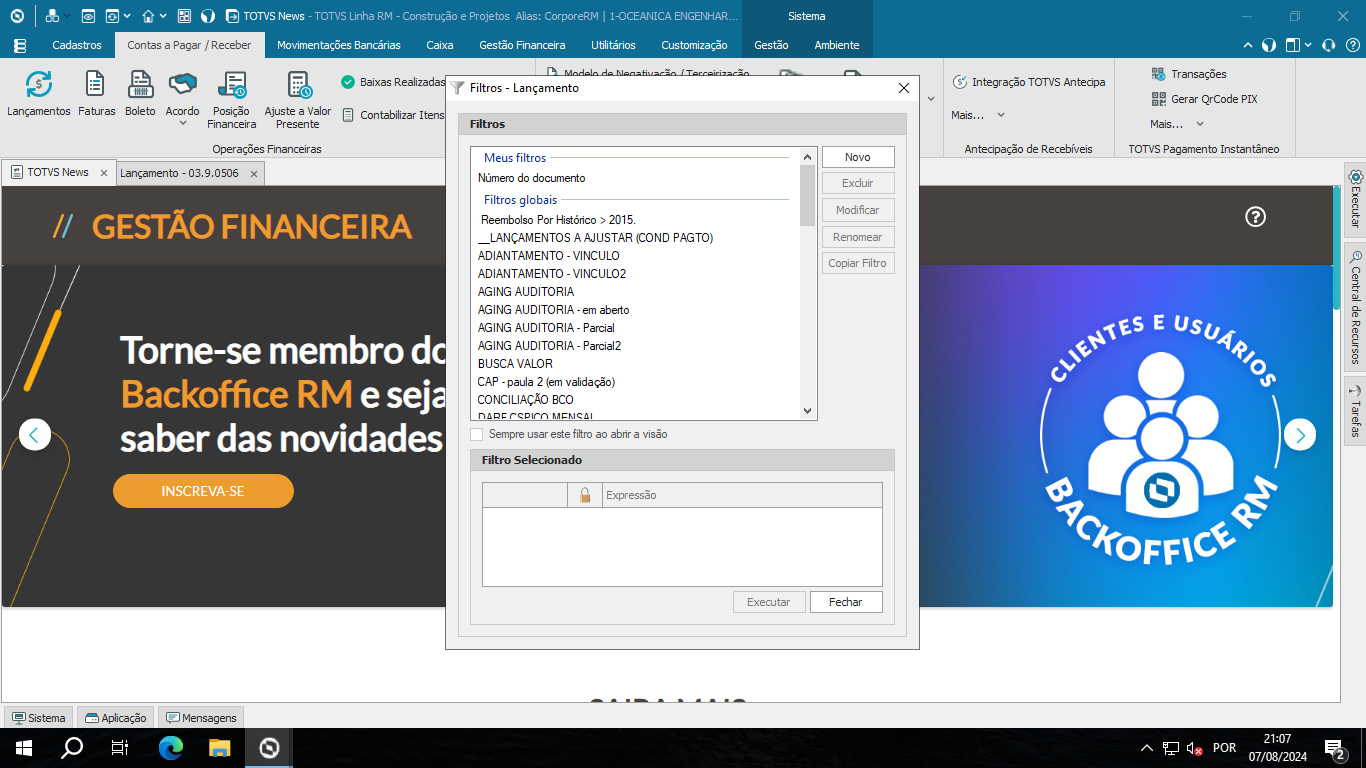 TOTVS News - TOTVS Linha RM - Construção e Projetos Alias: CorporeRM | 1-OCEANICA ENGENHAR...
Sistema
Cadastros
Contas a Pagar / Receber
Movimentações Bancárias
Caixa
Gestão Financeira
Utilitários
Customização
Gestão
Ambiente
Lançamentos
Faturas
Boleto
Acordo
Posição Financeira
Ajuste a Valor Presente
Baixas Realizadas
Contabilizar Itens
Operações Financeiras
Modelo de Negativação / Terceirização
Integração TOTVS Antecipa
Mais...
Antecipação de Recebíveis
Transações
Gerar QrCode PIX
Mais...
TOTVS Pagamento Instantâneo
TOTVS News
Lançamento - 03.9.0506
GESTÃO FINANCEIRA
Torne-se membro do
Backoffice RM e seja
saber das novidades
INSCREVA-SE
Filtros - Lançamento
Filtros
Meus filtros
Número do documento
Filtros globais
Reembolso Por Histórico > 2015.
__LANÇAMENTOS A AJUSTAR (COND PAGTO)
ADIANTAMENTO - VINCULO
ADIANTAMENTO - VINCULO2
AGING AUDITORIA
AGING AUDITORIA - em aberto
AGING AUDITORIA - Parcial
AGING AUDITORIA - Parcial2
BUSCA VALOR
CAP - paula 2 (em validação)
CONCILIAÇÃO BCO
DARF CSPICO MENSAL
Novo
Excluir
Modificar
Renomear
Copiar Filtro
Sempre usar este filtro ao abrir a visão
Filtro Selecionado
Expressão
Executar
Fechar
CLIENTES E USUÁRIOS
BACKOFFICE RM
Executar
Central de Recursos
Tarefas
SAIBA MAIS
Sistema
Aplicação
Mensagens
POR
21:07
07/08/2024
2